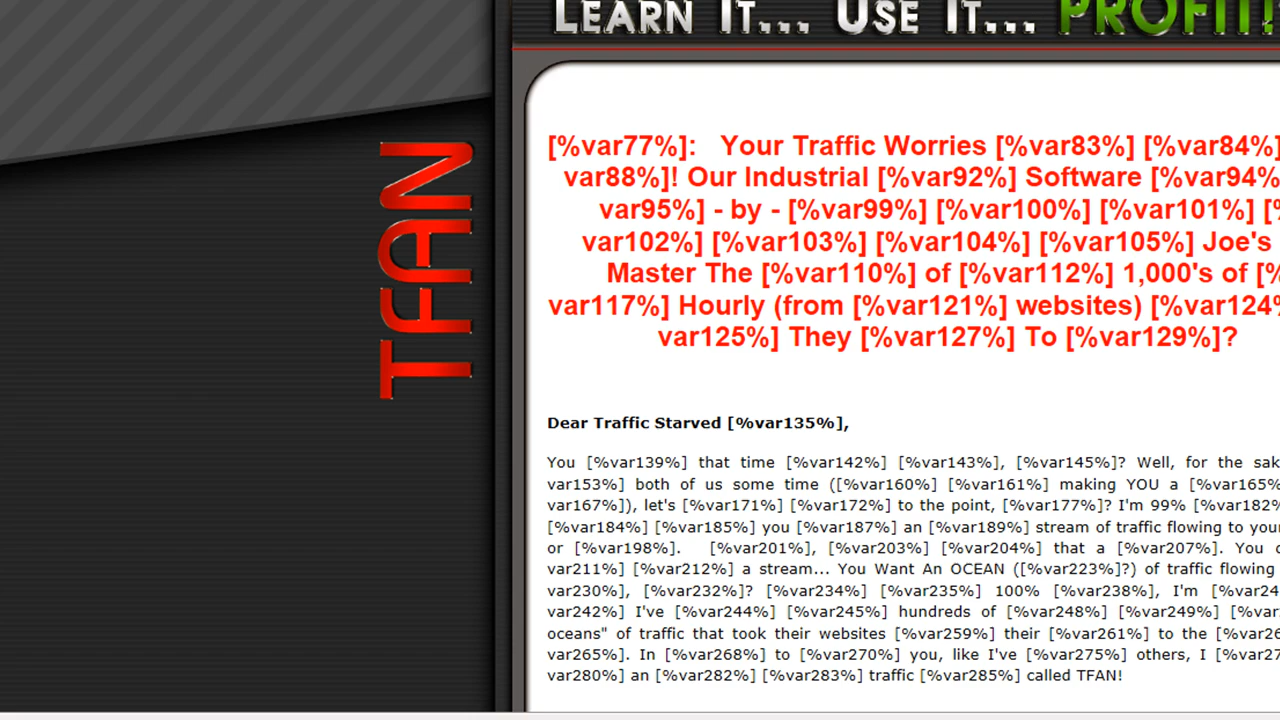 LEARN IT... USE IT... PROFIT!
TFAN
[%var77%]: Your Traffic Worries [%var83%] [%var84%]
var88%]! Our Industrial [%var92%] Software [%var94%
var95%] - by - [%var99%] [%var100%] [%var101%] [%
var102%] [%var103%] [%var104%] [%var105%] Joe's
Master The [%var110%] of [%var112%] 1,000's of [%
var117%] Hourly (from [%var121%] websites) [%var124%
var125%] They [%var127%] To [%var129%]?
Dear Traffic Starved [%var135%],
You [%var139%] that time [%var142%] [%var143%], [%var145%]? Well, for the sak
var153%] both of us some time ([%var160%] [%var161%] making YOU a [%var165%
var167%]), let's [%var171%] [%var172%] to the point, [%var177%]? I'm 99% [%var182%
[%var184%] [%var185%] you [%var187%] an [%var189%] stream of traffic flowing to your
or [%var198%]. [%var201%], [%var203%] [%var204%] that a [%var207%]. You
var211%] [%var212%] a stream... You Want An OCEAN ([%var223%]?) of traffic flowing
var230%], [%var232%]? [%var234%] [%var235%] 100% [%var238%], I'm [%var24
var242%] I've [%var244%] [%var245%] hundreds of [%var248%] [%var249%] [%var
oceans" of traffic that took their websites [%var259%] their [%var261%] to the [%var26
var265%]. In [%var268%] to [%var270%] you, like I've [%var275%] others, I [%var27
var280%] an [%var282%] [%var283%] traffic [%var285%] called TFAN!